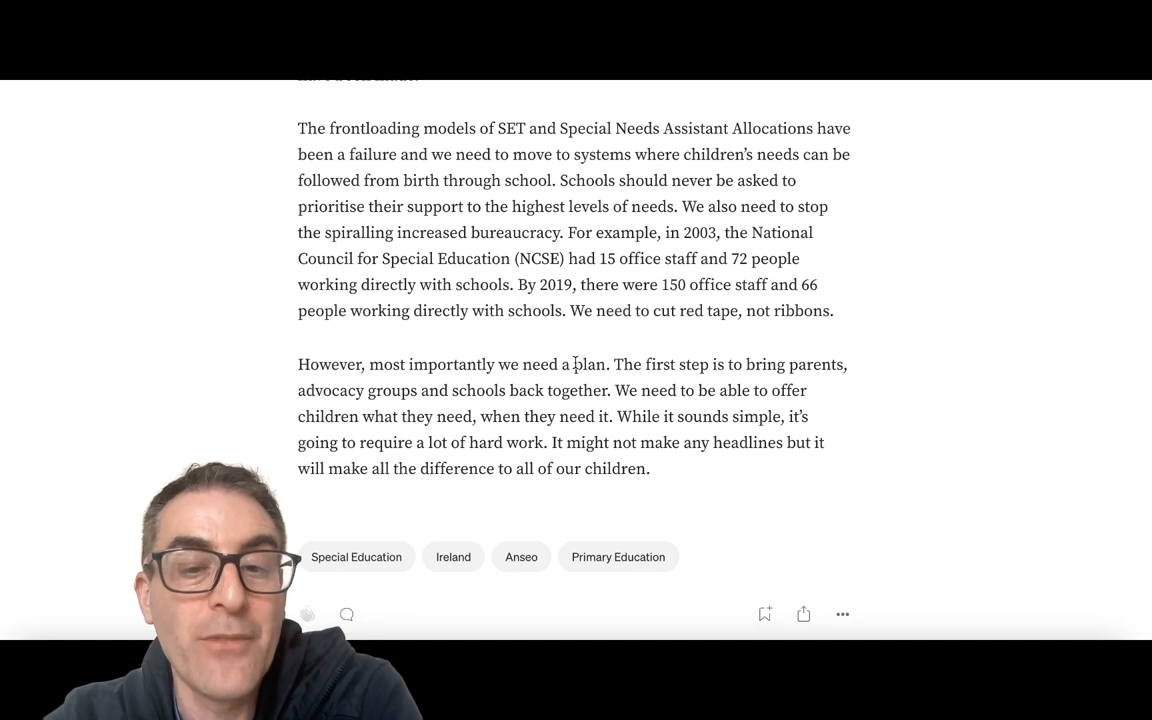 The frontloading models of SET and Special Needs Assistant Allocations have
been a failure and we need to move to systems where children’s needs can be
followed from birth through school. Schools should never be asked to
prioritise their support to the highest levels of needs. We also need to stop
the spiralling increased bureaucracy. For example, in 2003, the National
Council for Special Education (NCSE) had 15 office staff and 72 people
working directly with schools. By 2019, there were 150 office staff and 66
people working directly with schools. We need to cut red tape, not ribbons.
However, most importantly we need a plan. The first step is to bring parents,
advocacy groups and schools back together. We need to be able to offer
children what they need, when they need it. While it sounds simple, it’s
going to require a lot of hard work. It might not make any headlines but it
will make all the difference to all of our children.
Special Education Ireland Anseo Primary Education